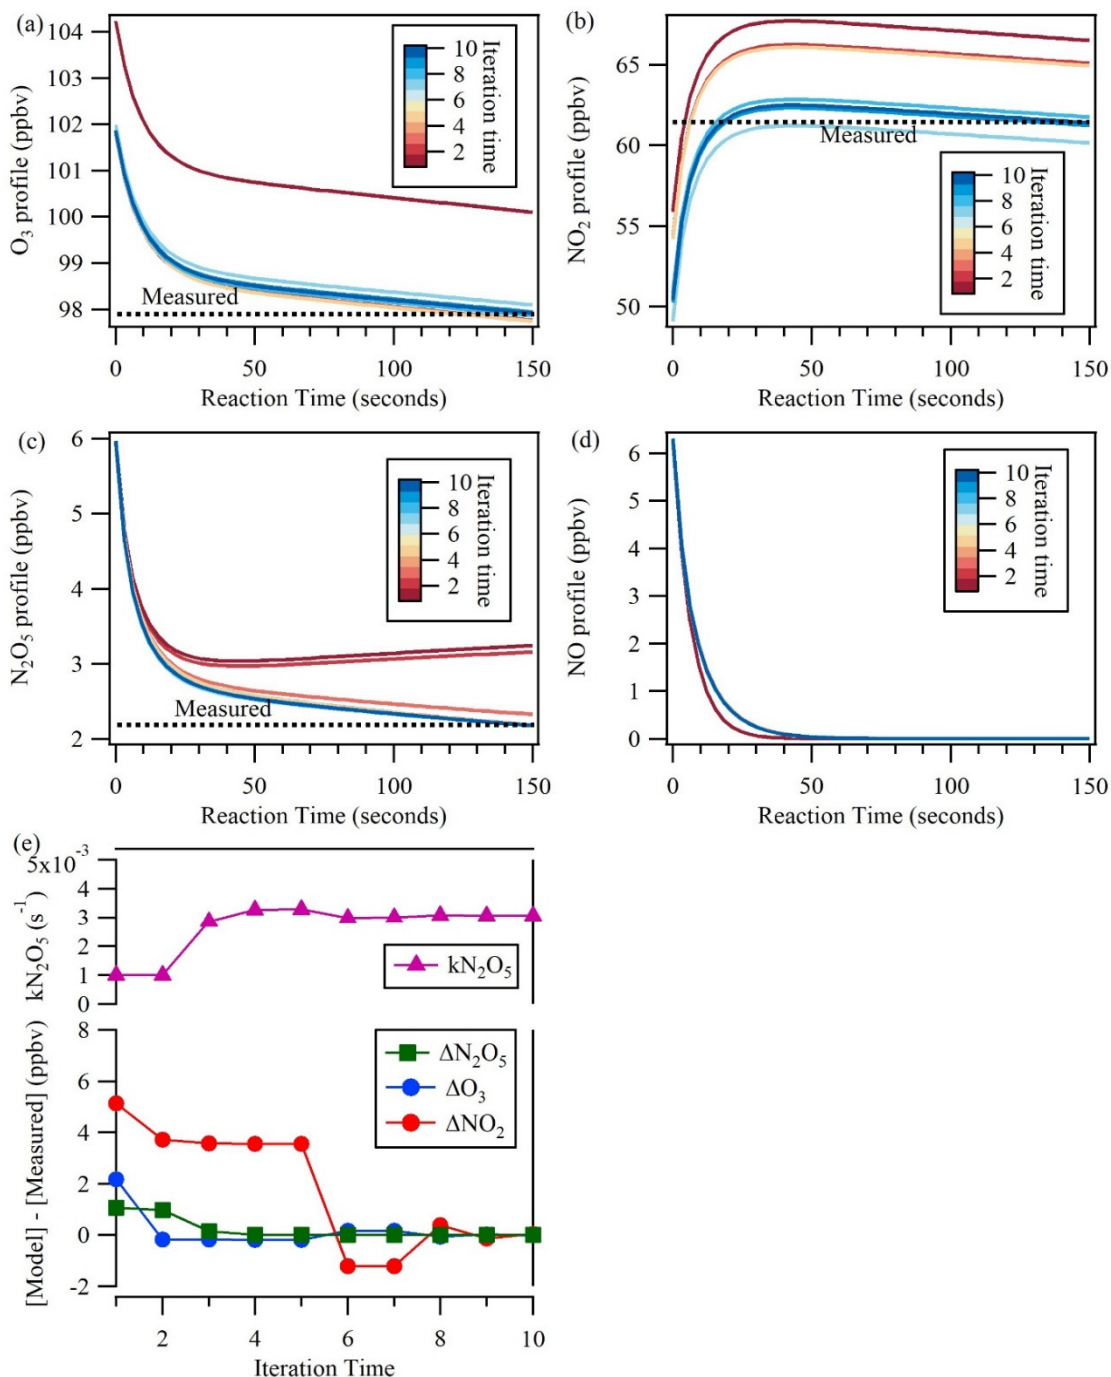 (a)
104
103
102
101
100
99
98
O3 profile (ppbv)
Measured
10
8
6
4
2
Iteration time
0
50
100
150
Reaction Time (seconds)
(b)
65
60
55
50
NO2 profile (ppbv)
Measured
10
8
6
4
2
Iteration time
0
50
100
150
Reaction Time (seconds)
(c)
6
5
4
3
2
N2O5 profile (ppbv)
Measured
10
8
6
4
2
Iteration time
0
50
100
150
Reaction Time (seconds)
(d)
6
5
4
3
2
1
0
NO profile (ppbv)
10
8
6
4
2
Iteration time
0
50
100
150
Reaction Time (seconds)
(e)
5x10-3
4
3
2
1
0
kN2O5 (s-1)
kN2O5
8
6
4
2
0
-2
[Model] - [Measured] (ppbv)
ΔN2O5
ΔO3
ΔNO2
2
4
6
8
10
Iteration Time